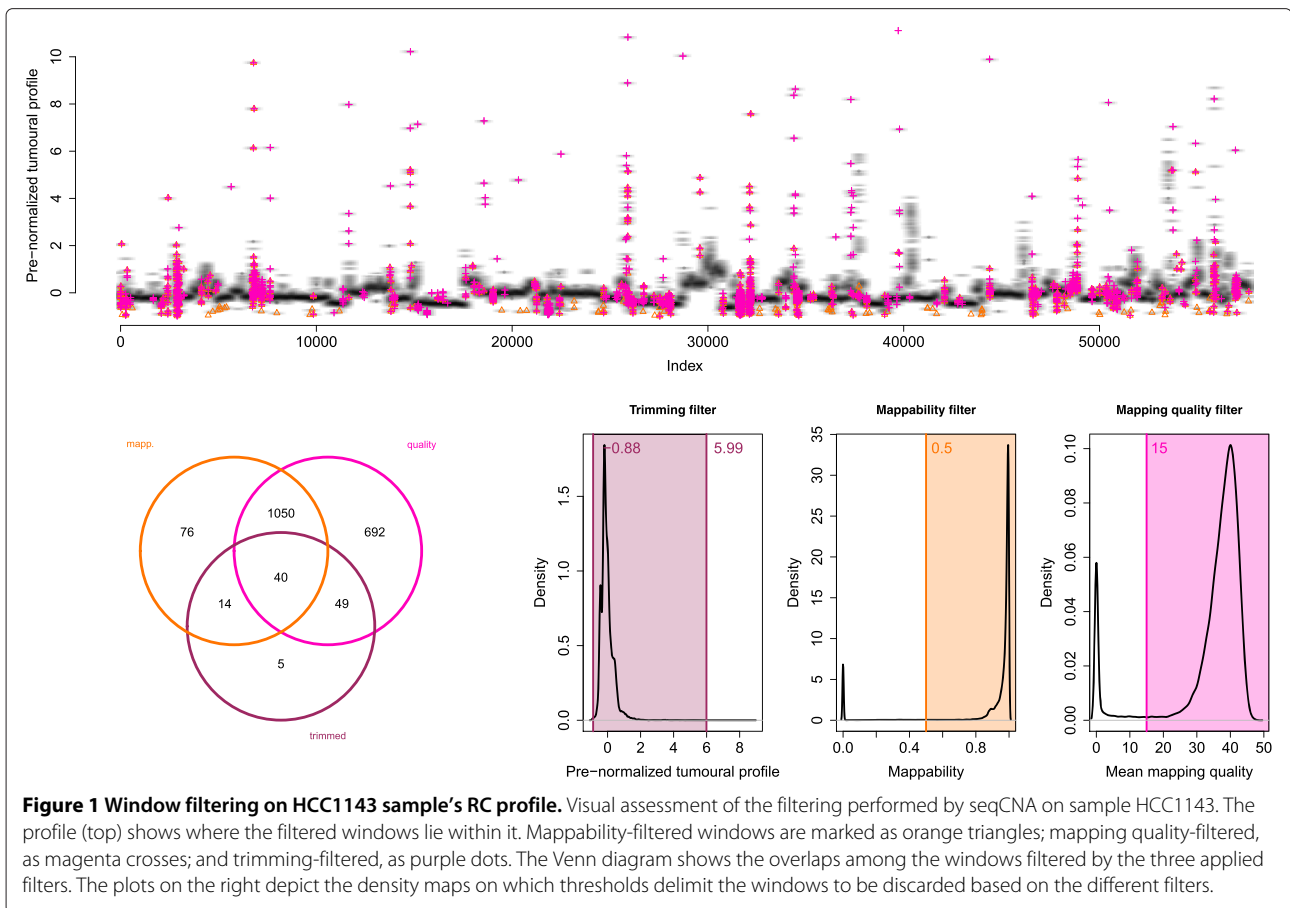 Pre−normalized tumoural profile
10
8
6
4
2
0
0 10000 20000 30000 40000 50000
Index
mapp.
quality
76
1050
692
40
14
49
5
trimmed
Trimming filter
−0.88 5.99
Density
1.5
1.0
0.5
0.0
0 2 4 6 8
Pre−normalized tumoural profile
Mappability filter
0.5
Density
35
30
25
20
15
10
5
0
0.0 0.4 0.8
Mappability
Mapping quality filter
15
Density
0.10
0.08
0.06
0.04
0.02
0.00
0 10 20 30 40 50
Mean mapping quality
Figure 1 Window filtering on HCC1143 sample's RC profile. Visual assessment of the filtering performed by seqCNA on sample HCC1143. The
profile (top) shows where the filtered windows lie within it. Mappability-filtered windows are marked as orange triangles; mapping quality-filtered,
as magenta crosses; and trimming-filtered, as purple dots. The Venn diagram shows the overlaps among the windows filtered by the three applied
filters. The plots on the right depict the density maps on which thresholds delimit the windows to be discarded based on the different filters.